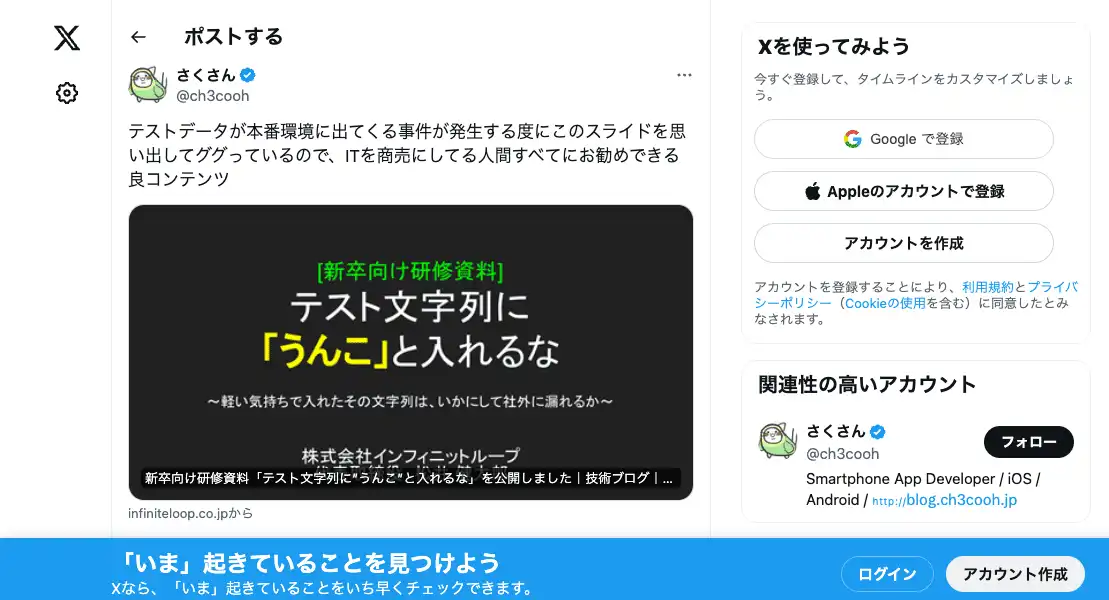 ポストする
さくさん
@ch3cooh
テストデータが本番環境に出てくる事件が発生する度にこのスライドを思
い出してググっているので、ITを商売にしてる人間すべてにお勧めできる
良コンテンツ
[新卒向け研修資料]
テスト文字列に
「うんこ」と入れるな
～軽い気持ちで入れたその文字列は、いかにして社外に漏れるか～
株式会社インフィニットループ
新卒向け研修資料「テスト文字列に"うんこ"と入れるな」を公開しました｜技術ブログ｜...
infiniteloop.co.jpから
Xを使ってみよう
今すぐ登録して、タイムラインをカスタマイズしましょ
う。
Google で登録
Appleのアカウントで登録
アカウントを作成
アカウントを登録することにより、利用規約とプライバ
シーポリシー（Cookieの使用を含む）に同意したとみ
なされます。
関連性の高いアカウント
さくさん
@ch3cooh
フォロー
Smartphone App Developer / iOS /
Android / http://blog.ch3cooh.jp
「いま」起きていることを見つけよう
Xなら、「いま」起きていることをいち早くチェックできます。
ログイン
アカウント作成